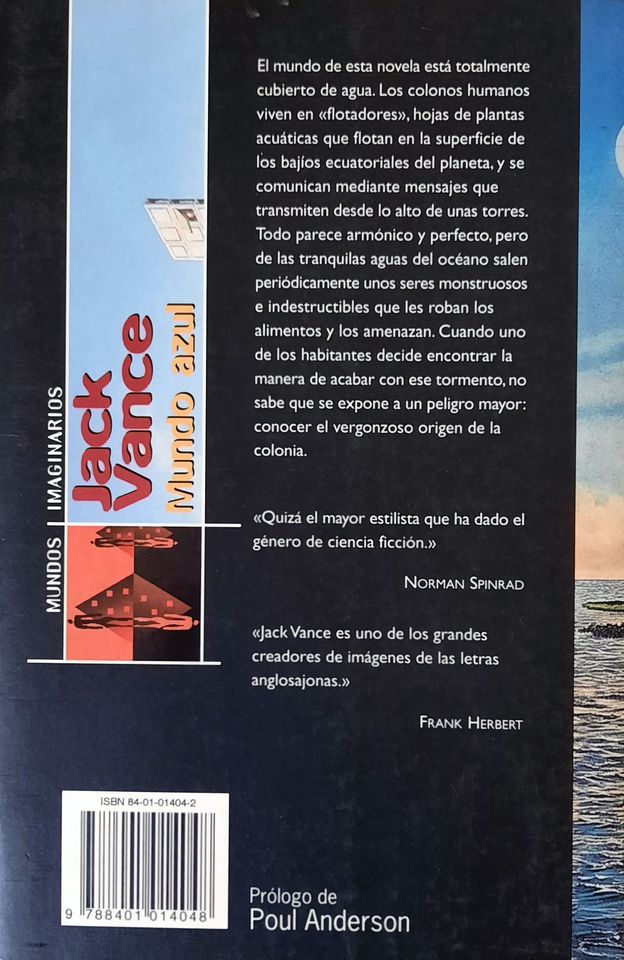 El mundo de esta novela está totalmente
cubierto de agua. Los colonos humanos
viven en «flotadores», hojas de plantas
acuáticas que flotan en la superficie de
los bajíos ecuatoriales del planeta, y se
comunican mediante mensajes que
transmiten desde lo alto de unas torres.
Todo parece armónico y perfecto, pero
de las tranquilas aguas del océano salen
periódicamente unos seres monstruosos
e indestructibles que les roban los
alimentos y los amenazan. Cuando uno
de los habitantes decide encontrar la
manera de acabar con ese tormento, no
sabe que se expone a un peligro mayor:
conocer el vergonzoso origen de la
colonia.
«Quizá el mayor estilista que ha dado el
género de ciencia ficción.»
NORMAN SPINRAD
«Jack Vance es uno de los grandes
creadores de imágenes de las letras
anglosajonas.»
FRANK HERBERT
Prólogo de
Poul Anderson
MUNDOS IMAGINARIOS
Jack
Vance
Mundo azul
ISBN 84-01-01404-2
9 788401 014048